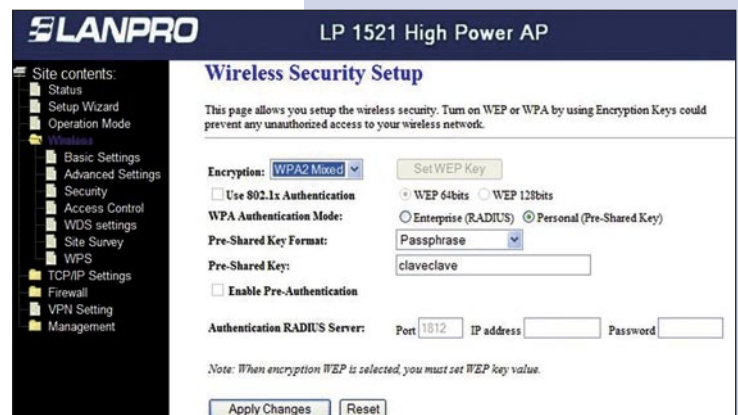 LANPRO
LP 1521 High Power AP
Site contents:
Status
Setup Wizard
Operation Mode
Wireless
Basic Settings
Advanced Settings
Security
Access Control
WDS settings
Site Survey
WPS
TCP/IP Settings
Firewall
VPN Setting
Management
Wireless Security Setup
This page allows you setup the wireless security. Turn on WEP or WPA by using Encryption Keys could
prevent any unauthorized access to your wireless network.
Encryption: WPA2 Mixed Set WEP Key
Use 802.1x Authentication WEP 64bits WEP 128bits
WPA Authentication Mode: Enterprise (RADIUS) Personal (Pre-Shared Key)
Pre-Shared Key Format: Passphrase
Pre-Shared Key: claveclave
Enable Pre-Authentication
Authentication RADIUS Server: Port 1812 IP address Password
Note: When encryption WEP is selected, you must set WEP key value.
Apply Changes Reset